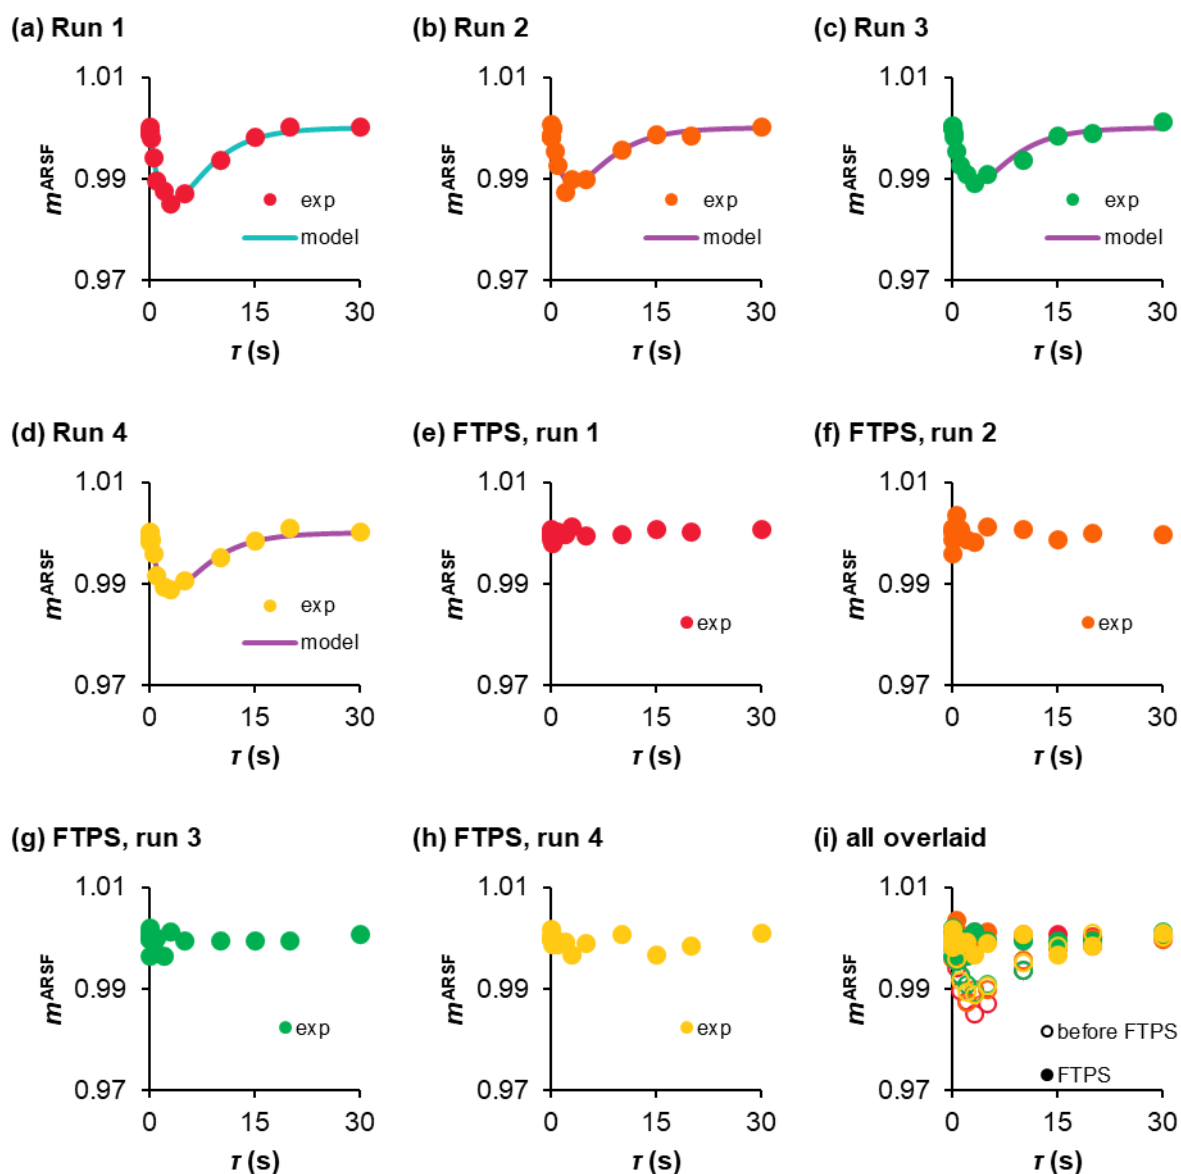 (a) Run 1
(b) Run 2
(c) Run 3
1.01
0.99
0.97
m^ARSF
exp
model
0 15 30
τ (s)
1.01
0.99
0.97
m^ARSF
exp
model
0 15 30
τ (s)
1.01
0.99
0.97
m^ARSF
exp
model
0 15 30
τ (s)
(d) Run 4
(e) FTPS, run 1
(f) FTPS, run 2
1.01
0.99
0.97
m^ARSF
exp
model
0 15 30
τ (s)
1.01
0.99
0.97
m^ARSF
exp
0 15 30
τ (s)
1.01
0.99
0.97
m^ARSF
exp
0 15 30
τ (s)
(g) FTPS, run 3
(h) FTPS, run 4
(i) all overlaid
1.01
0.99
0.97
m^ARSF
exp
0 15 30
τ (s)
1.01
0.99
0.97
m^ARSF
exp
0 15 30
τ (s)
1.01
0.99
0.97
m^ARSF
before FTPS
FTPS
0 15 30
τ (s)